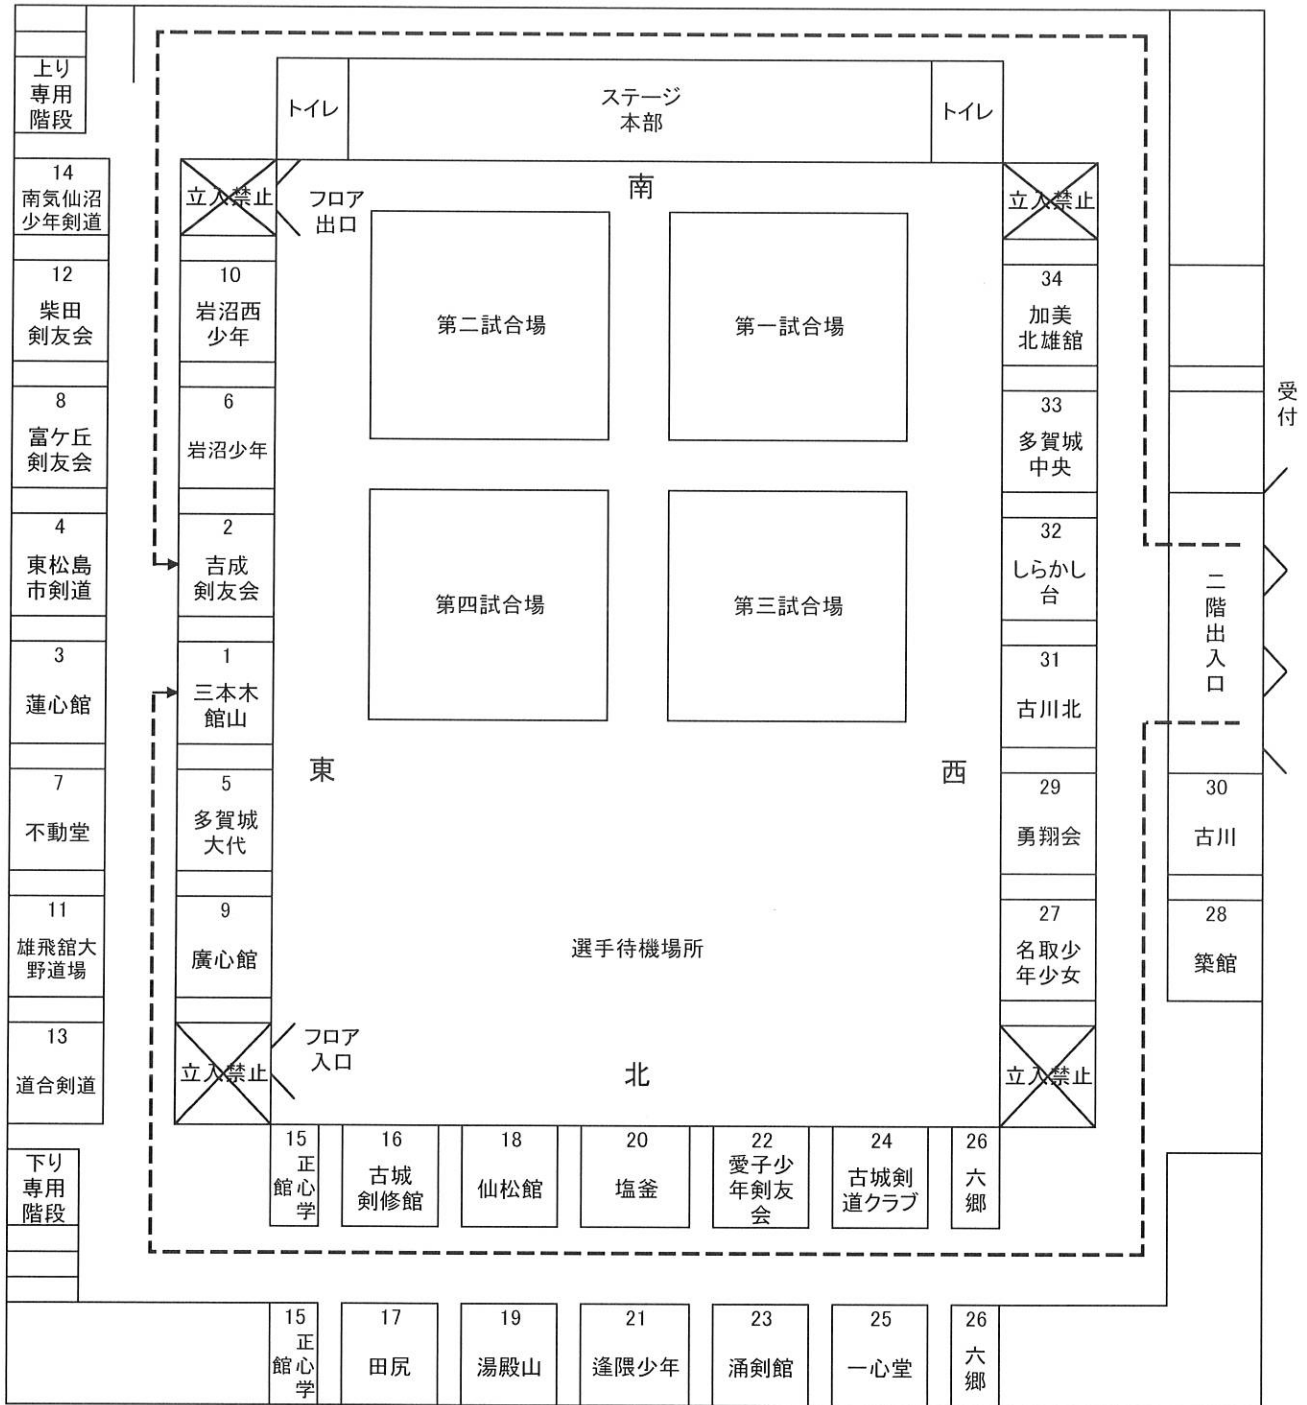 上り
専用
階段
トイレ
ステージ
本部
トイレ
14
南気仙沼
少年剣道
立入禁止
フロア
出口
南
立入禁止
12
柴田
剣友会
10
岩沼西
少年
第二試合場
第一試合場
34
加美
北雄舘
8
富ケ丘
剣友会
6
岩沼少年
33
多賀城
中央
受付
4
東松島
市剣道
2
吉成
剣友会
第四試合場
第三試合場
32
しらかし
台
二階出入口
3
蓮心館
1
三本木
館山
31
古川北
東
西
7
不動堂
5
多賀城
大代
29
勇翔会
30
古川
11
雄飛舘大
野道場
9
廣心館
選手待機場所
27
名取少
年少女
28
築館
13
道合剣道
立入禁止
フロア
入口
北
立入禁止
下り
専用
階段
15
正心学
館
16
古城
剣修館
18
仙松館
20
塩釜
22
愛子少
年剣友
会
24
古城剣
道クラブ
26
六郷
15
正心学
館
17
田尻
19
湯殿山
21
逢隈少年
23
涌剣館
25
一心堂
26
六郷